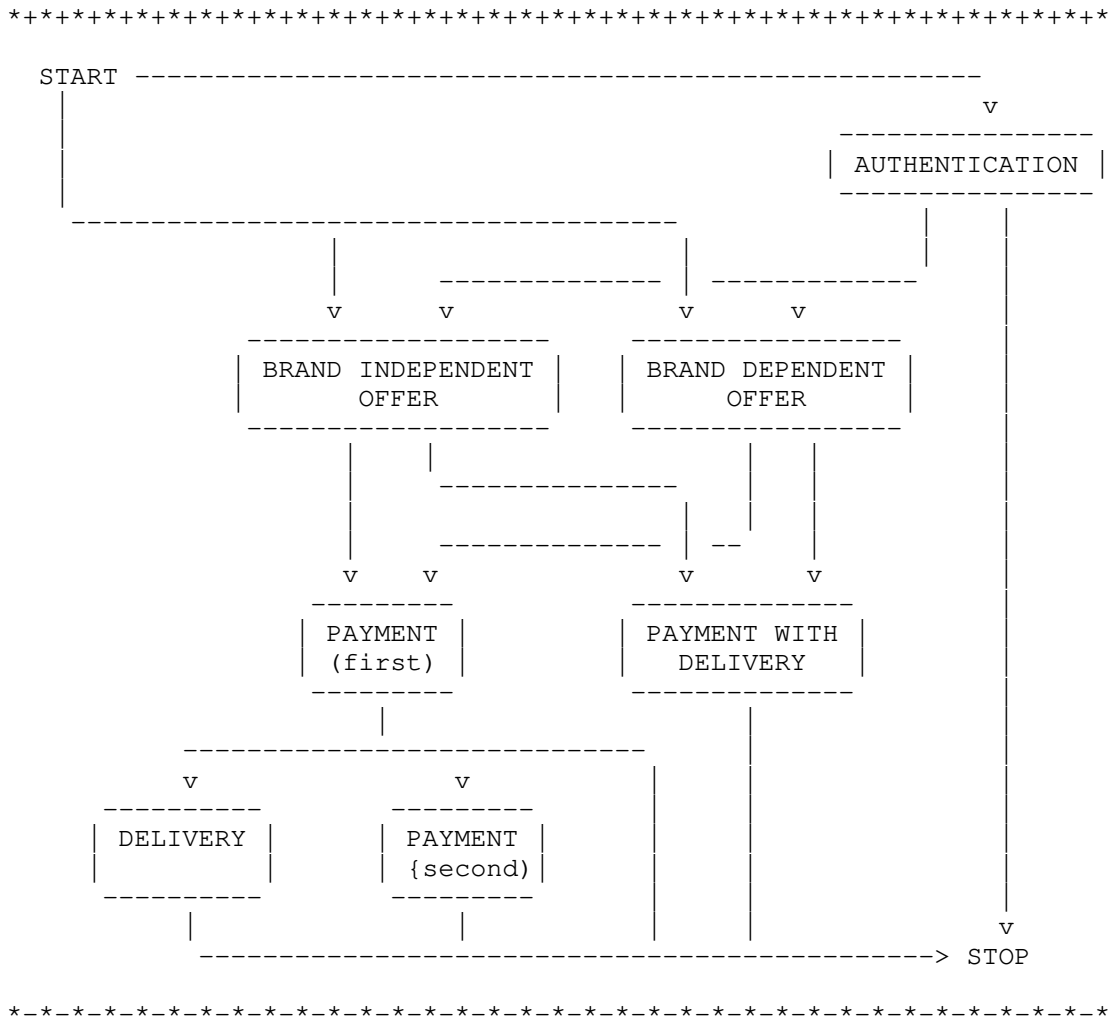 *+*+*+*+*+*+*+*+*+*+*+*+*+*+*+*+*+*+*+*+*+*+*+*+*+*+*+*+*+*+*+*+*+*+*
START
v
AUTHENTICATION
v v v v
BRAND INDEPENDENT BRAND DEPENDENT
OFFER OFFER
v v v v
PAYMENT PAYMENT WITH
(first) DELIVERY
v v
DELIVERY PAYMENT
{second)
v
STOP
*-*-*-*-*-*-*-*-*-*-*-*-*-*-*-*-*-*-*-*-*-*-*-*-*-*-*-*-*-*-*-*-*-*-*